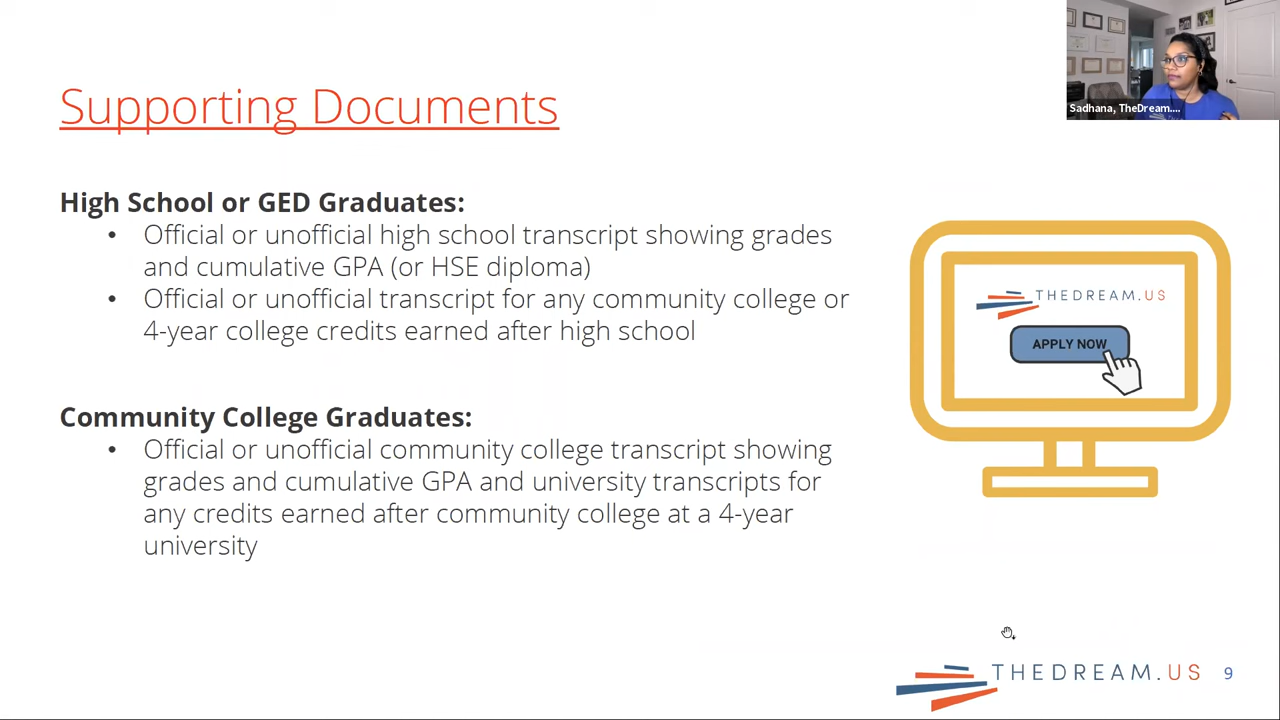 Sadhana, TheDream....
Supporting Documents
High School or GED Graduates:
• Official or unofficial high school transcript showing grades
and cumulative GPA (or HSE diploma)
• Official or unofficial transcript for any community college or
4-year college credits earned after high school
THEDREAM.US
APPLY NOW
Community College Graduates:
• Official or unofficial community college transcript showing
grades and cumulative GPA and university transcripts for
any credits earned after community college at a 4-year
university
THEDREAM.US
9